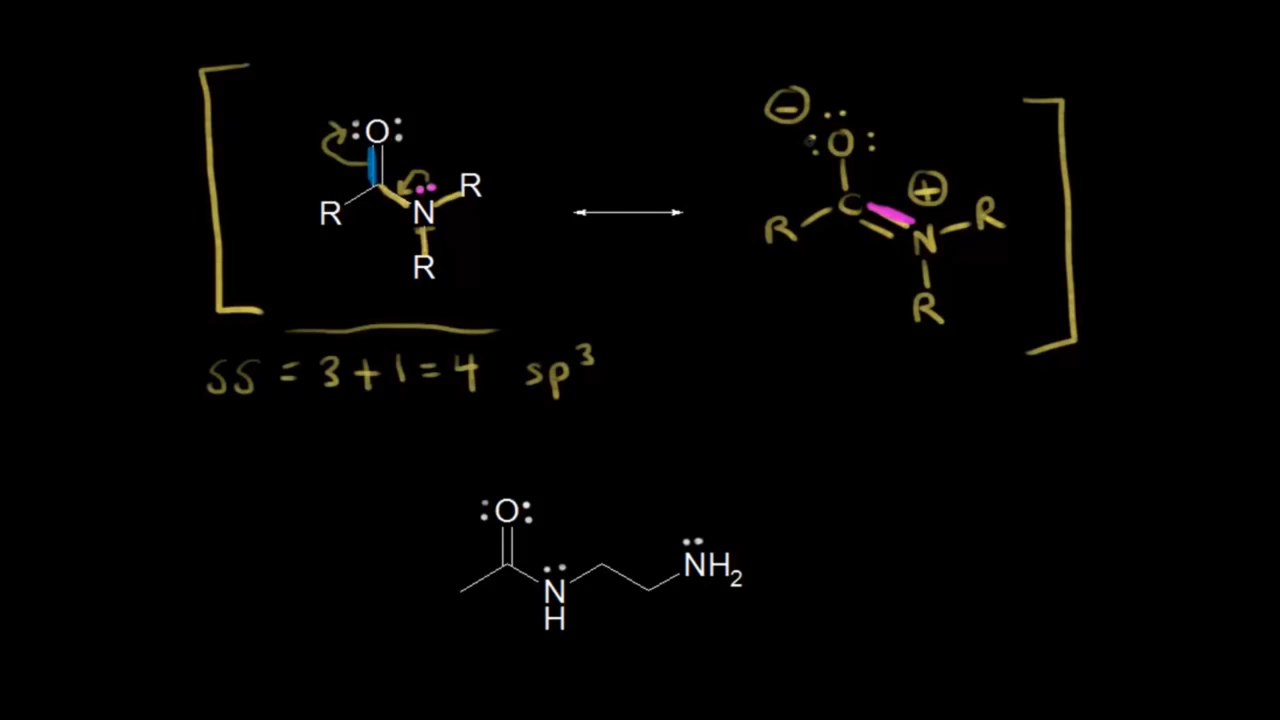 :O: − :O:
R N R R C N + R
R R
SS = 3 + 1 = 4 sp³
:O:
N NH₂
H